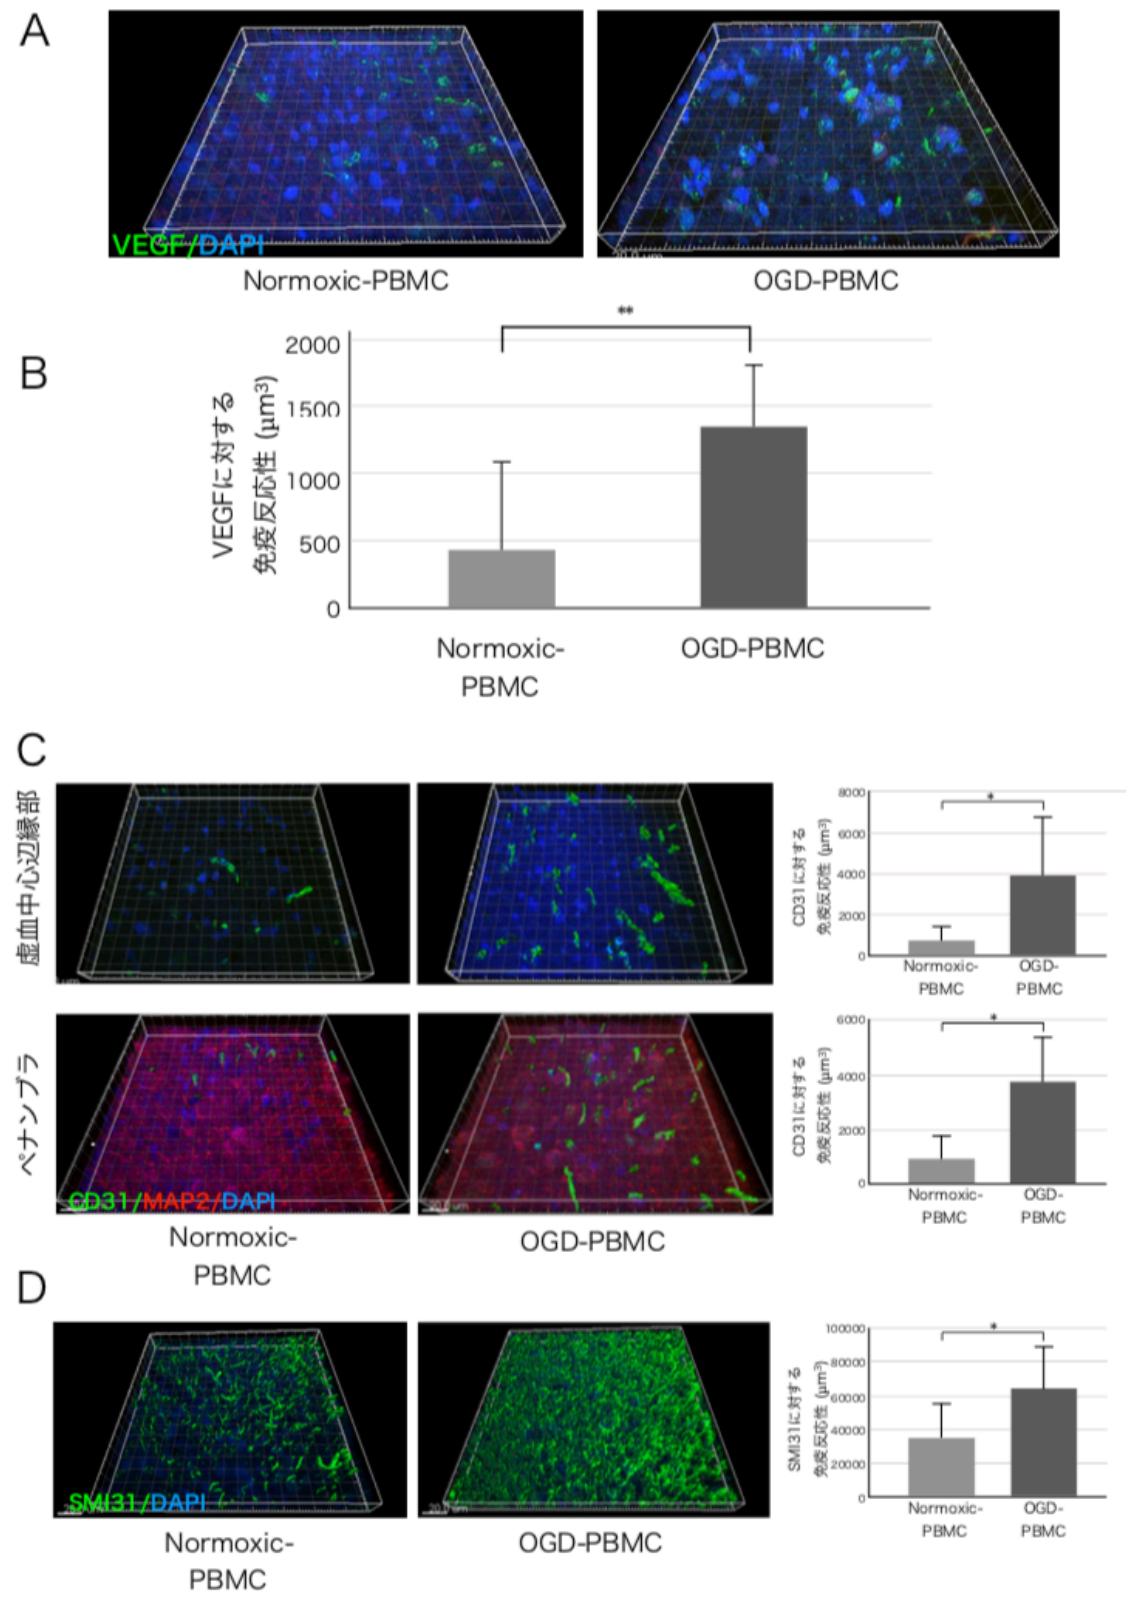 A
VEGF/DAPI
20.0 µm
Normoxic-PBMC
OGD-PBMC
B
**
VEGFに対する
免疫反応性 (µm³)
2000
1500
1000
500
0
Normoxic-
PBMC
OGD-PBMC
C
虚血中心辺縁部
CD31に対する
免疫反応性 (µm³)
8000
6000
4000
2000
0
*
Normoxic-
PBMC
OGD-
PBMC
ペナンブラ
CD31/MAP2/DAPI
CD31に対する
免疫反応性 (µm³)
6000
4000
2000
0
*
Normoxic-
PBMC
OGD-
PBMC
Normoxic-
PBMC
OGD-PBMC
D
SMI31/DAPI
20.0 µm
SMI31に対する
免疫反応性 (µm³)
100000
80000
60000
40000
20000
0
*
Normoxic-
PBMC
OGD-
PBMC
Normoxic-
PBMC
OGD-PBMC